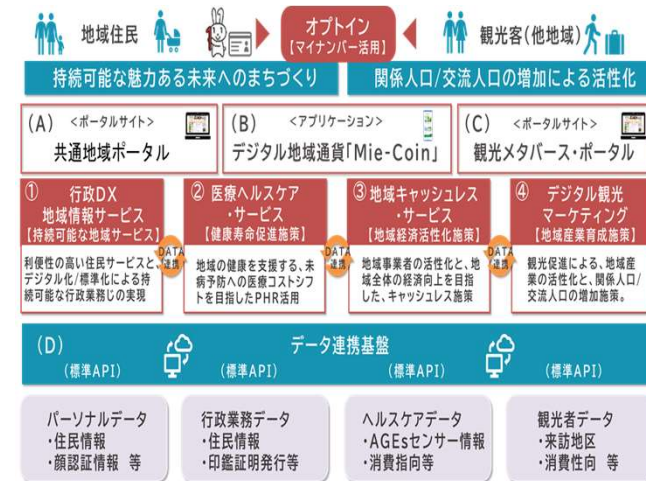 地域住民
オプトイン
【マイナンバー活用】
観光客(他地域)
持続可能な魅力ある未来へのまちづくり
関係人口/交流人口の増加による活性化
(A) <ポータルサイト>
共通地域ポータル
(B) <アプリケーション>
デジタル地域通貨「Mie-Coin」
(C) <ポータルサイト>
観光メタバース・ポータル
① 行政DX
地域情報サービス
【持続可能な地域サービス】
利便性の高い住民サービスと、
デジタル化/標準化による持
続可能な行政業務じの実現
DATA
連携
② 医療ヘルスケア
・サービス
【健康寿命促進施策】
地域の健康を支援する、未
病予防への医療コストシフ
トを目指したPHR活用
DATA
連携
③ 地域キャッシュレス
・サービス
【地域経済活性化施策】
地域事業者の活性化と、地
域全体の経済向上を目指
した、キャッシュレス施策
DATA
連携
④ デジタル観光
マーケティング
【地域産業育成施策】
観光促進による、地域産
業の活性化と、関係人口/
交流人口の増加施策。
(D) データ連携基盤
(標準API) (標準API) (標準API) (標準API)
パーソナルデータ
・住民情報
・顔認証情報 等
行政業務データ
・住民情報
・印鑑証明発行等
ヘルスケアデータ
・AGEsセンサー情報
・消費指向等
観光者データ
・来訪地区
・消費性向 等